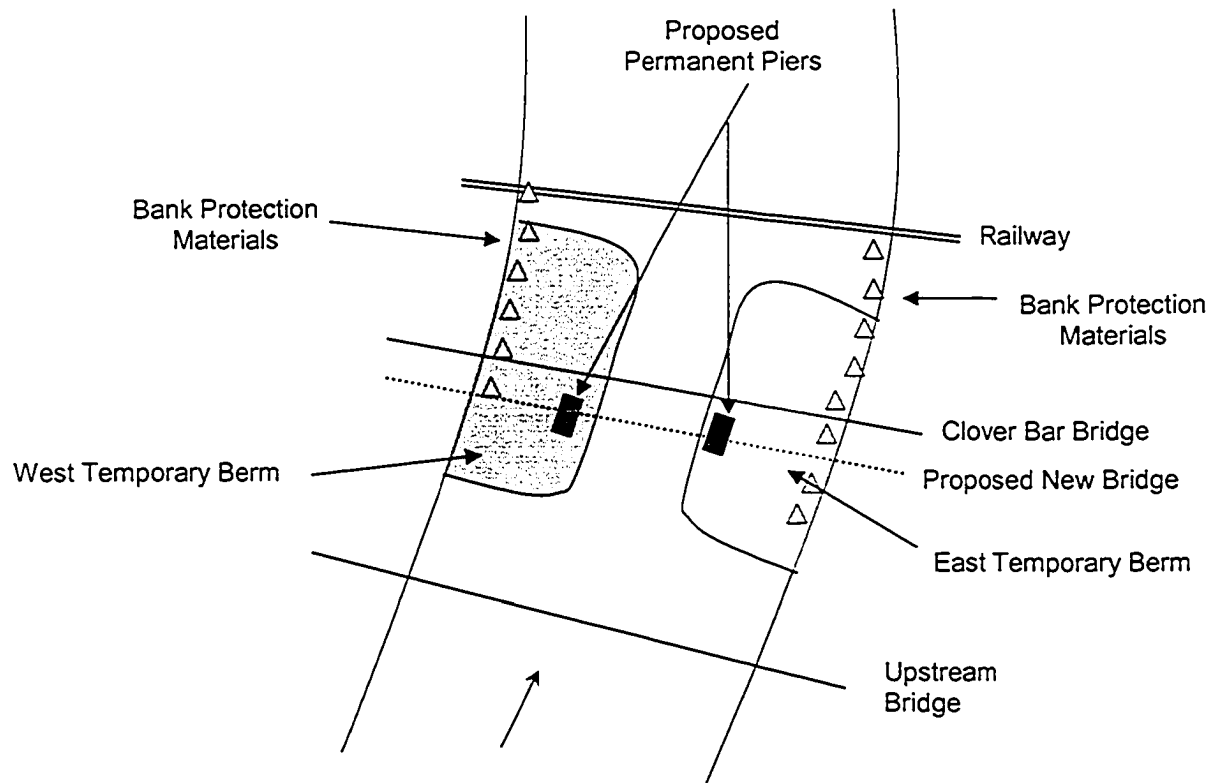 Proposed
Permanent Piers
Bank Protection
Materials
Railway
Bank Protection
Materials
Clover Bar Bridge
West Temporary Berm
Proposed New Bridge
East Temporary Berm
Upstream
Bridge